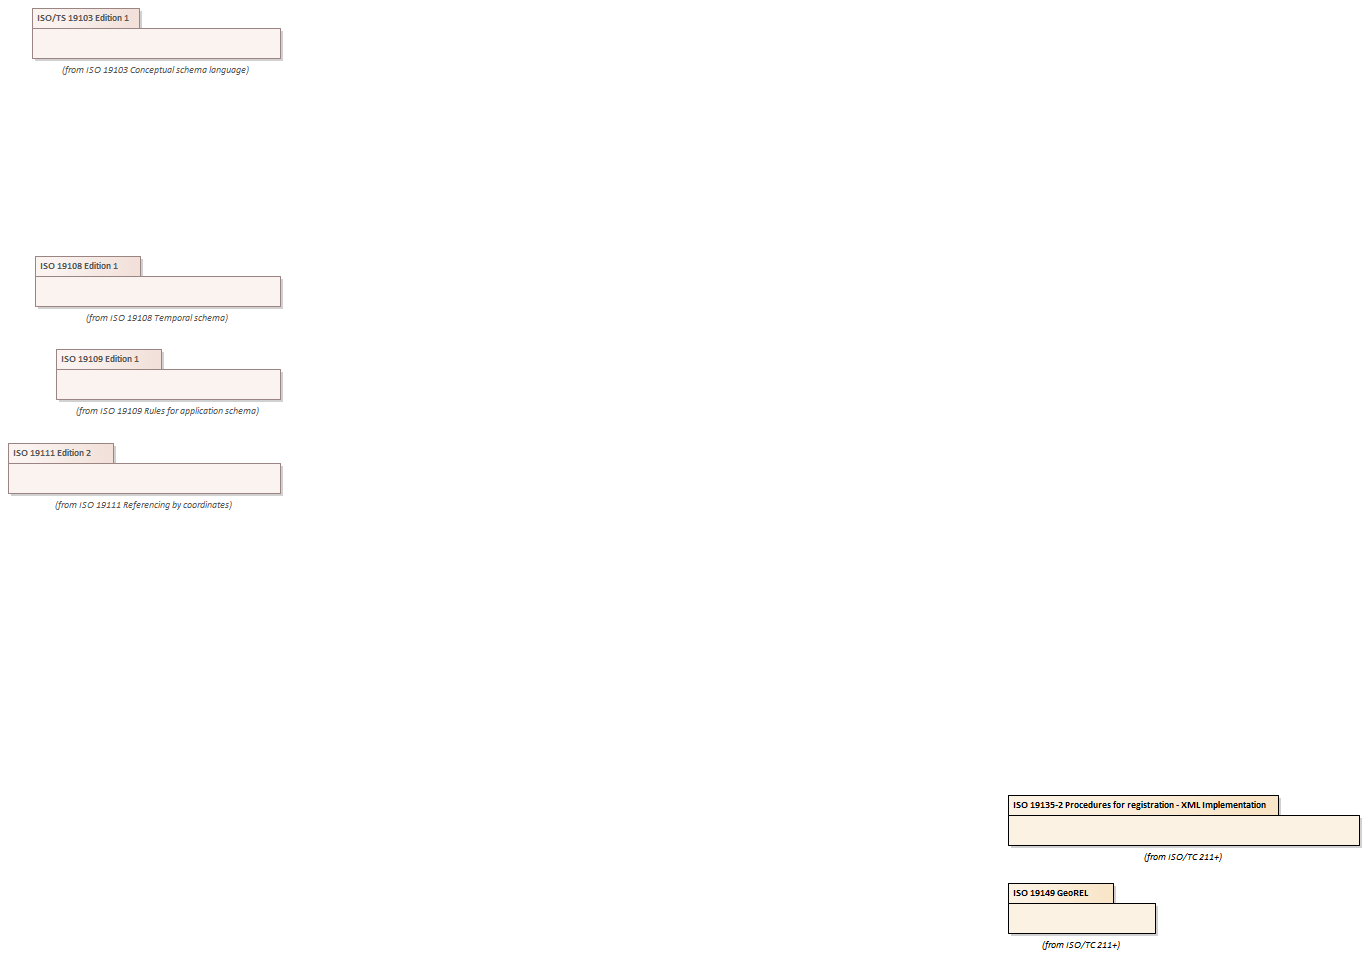 ISO/TS 19103 Edition 1
(from ISO 19103 Conceptual schema language)
ISO 19108 Edition 1
(from ISO 19108 Temporal schema)
ISO 19109 Edition 1
(from ISO 19109 Rules for application schema)
ISO 19111 Edition 2
(from ISO 19111 Referencing by coordinates)
ISO 19135-2 Procedures for registration - XML Implementation
(from ISO/TC 211+)
ISO 19149 GeoREL
(from ISO/TC 211+)